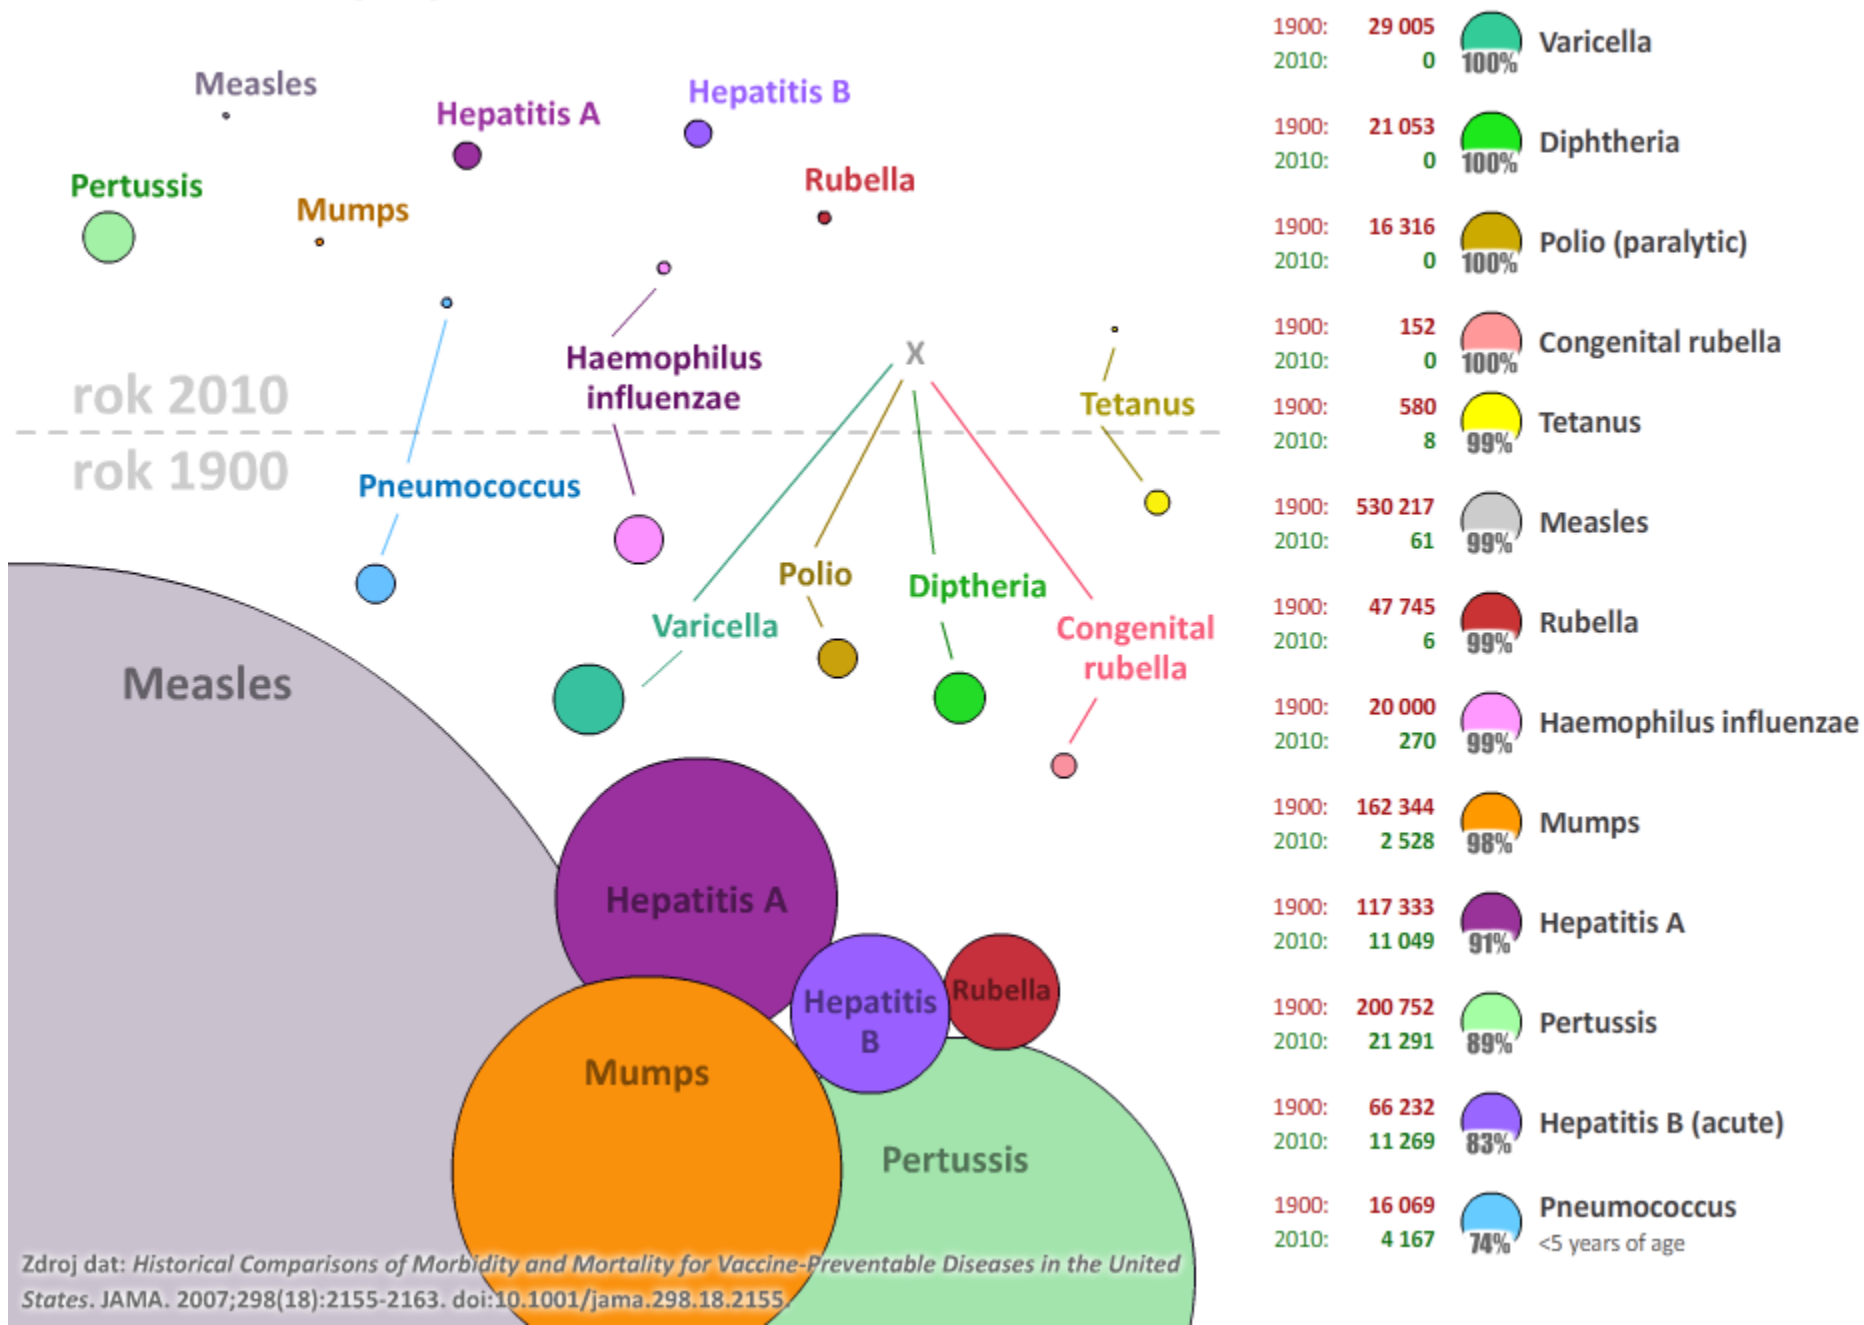 Measles
Hepatitis A
Hepatitis B
Pertussis
Mumps
Rubella
Haemophilus
influenzae
X
Tetanus
rok 2010
rok 1900
Pneumococcus
Polio
Diptheria
Varicella
Congenital
rubella
Measles
Hepatitis A
Hepatitis
B
Rubella
Mumps
Pertussis
Zdroj dat: Historical Comparisons of Morbidity and Mortality for Vaccine-Preventable Diseases in the United
States. JAMA. 2007;298(18):2155-2163. doi:10.1001/jama.298.18.2155.
1900: 29 005
2010: 0 100% Varicella
1900: 21 053
2010: 0 100% Diphtheria
1900: 16 316
2010: 0 100% Polio (paralytic)
1900: 152
2010: 0 100% Congenital rubella
1900: 580
2010: 8 99% Tetanus
1900: 530 217
2010: 61 99% Measles
1900: 47 745
2010: 6 99% Rubella
1900: 20 000
2010: 270 99% Haemophilus influenzae
1900: 162 344
2010: 2 528 98% Mumps
1900: 117 333
2010: 11 049 91% Hepatitis A
1900: 200 752
2010: 21 291 89% Pertussis
1900: 66 232
2010: 11 269 83% Hepatitis B (acute)
1900: 16 069 Pneumococcus
2010: 4 167 74% <5 years of age